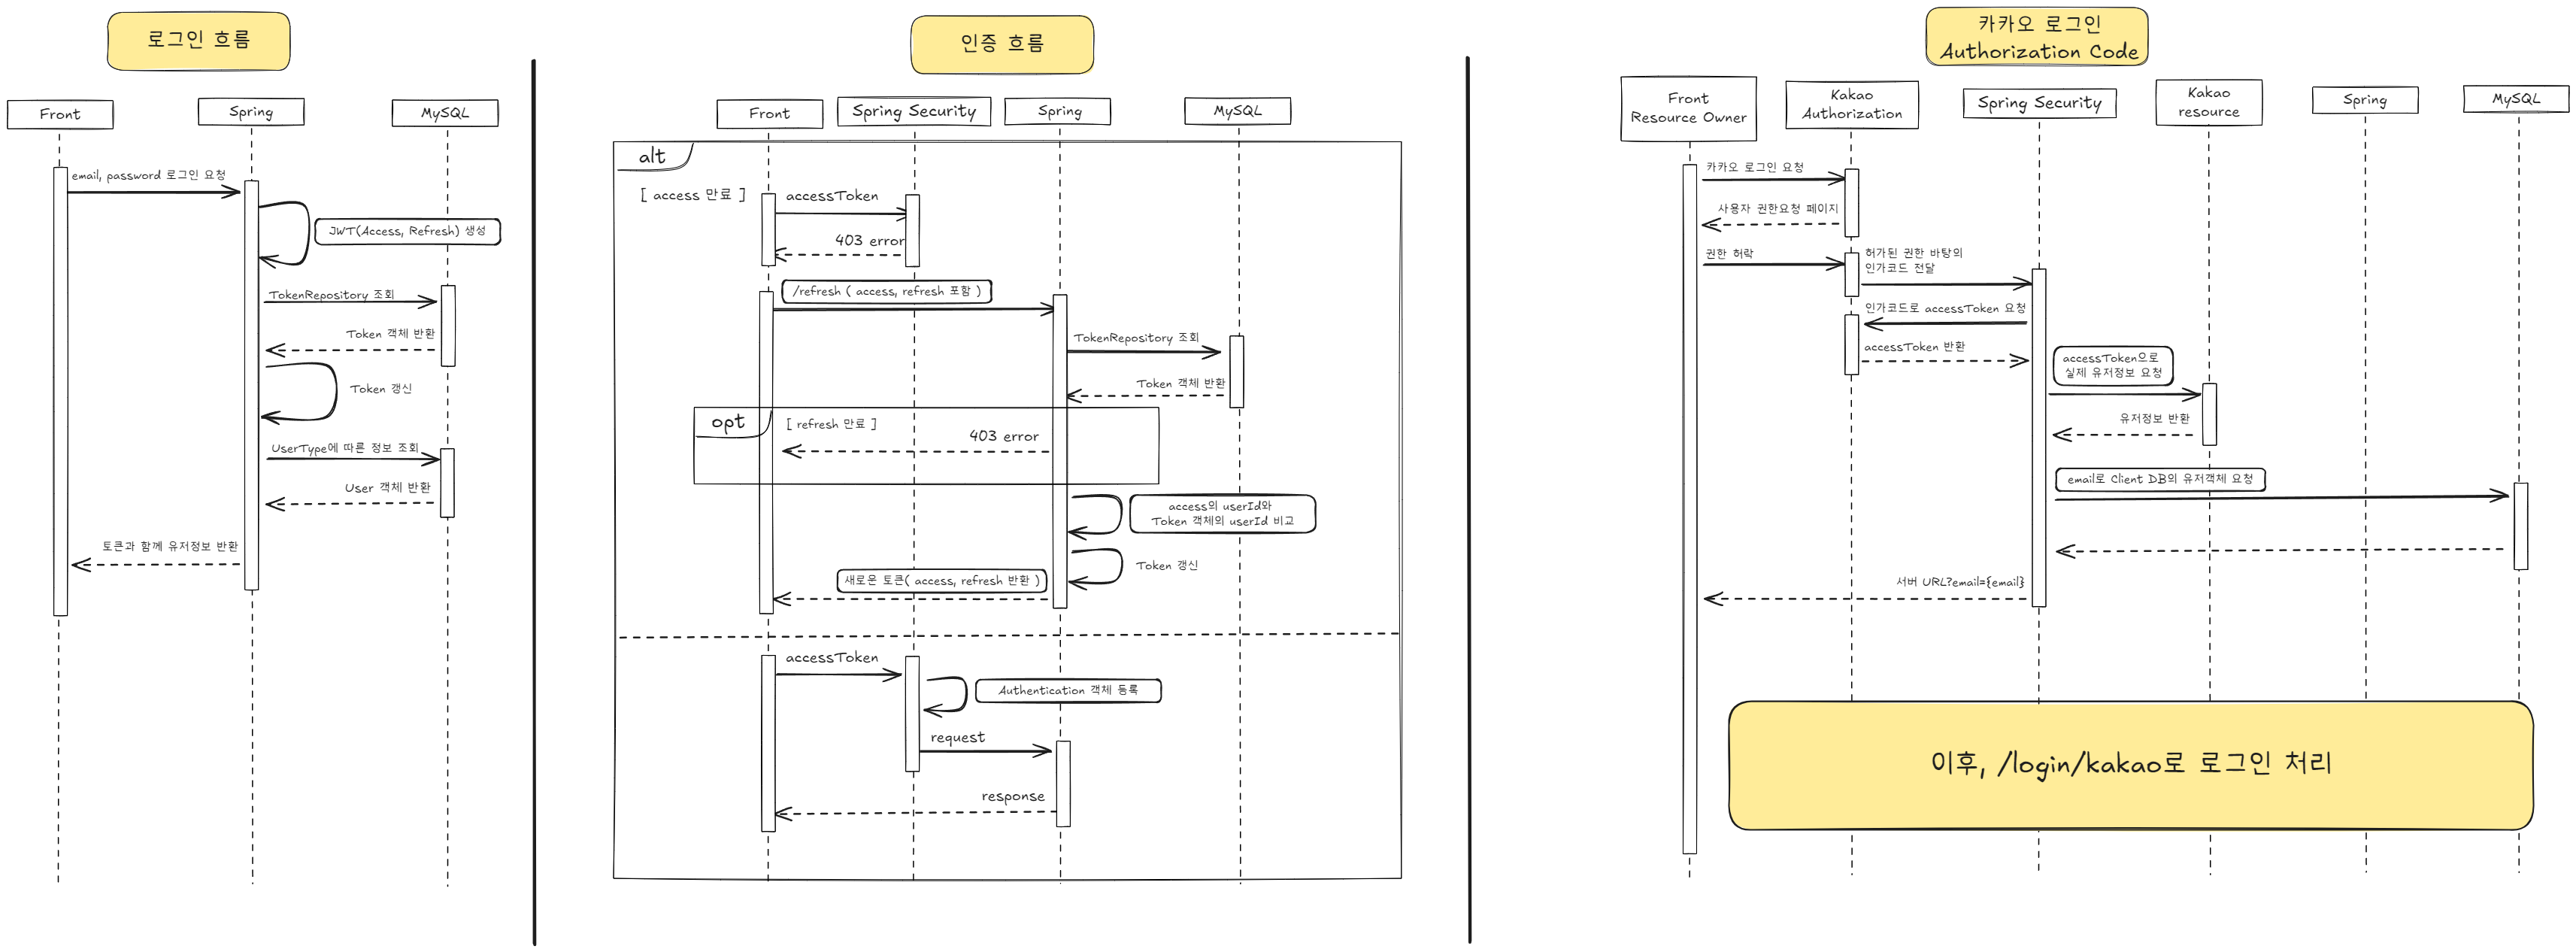 로그인 흐름
Front
Spring
MySQL
email, password 로그인 요청
JWT(Access, Refresh) 생성
TokenRepository 조회
Token 객체 반환
Token 갱신
UserType에 따른 정보 조회
User 객체 반환
토큰과 함께 유저정보 반환
인증 흐름
Front
Spring Security
Spring
MySQL
alt
[ access 만료 ]
accessToken
403 error
/refresh ( access, refresh 포함 )
TokenRepository 조회
Token 객체 반환
opt
[ refresh 만료 ]
403 error
access의 userId와
Token 객체의 userId 비교
Token 갱신
새로운 토큰( access, refresh 반환 )
accessToken
Authentication 객체 등록
request
response
카카오 로그인
Authorization Code
Front
Resource Owner
Kakao
Authorization
Spring Security
Kakao
resource
Spring
MySQL
카카오 로그인 요청
사용자 권한요청 페이지
권한 허락
허가된 권한 바탕의
인가코드 전달
인가코드로 accessToken 요청
accessToken 반환
accessToken으로
실제 유저정보 요청
유저정보 반환
email로 Client DB의 유저객체 요청
서버 URL?email={email}
이후, /login/kakao로 로그인 처리